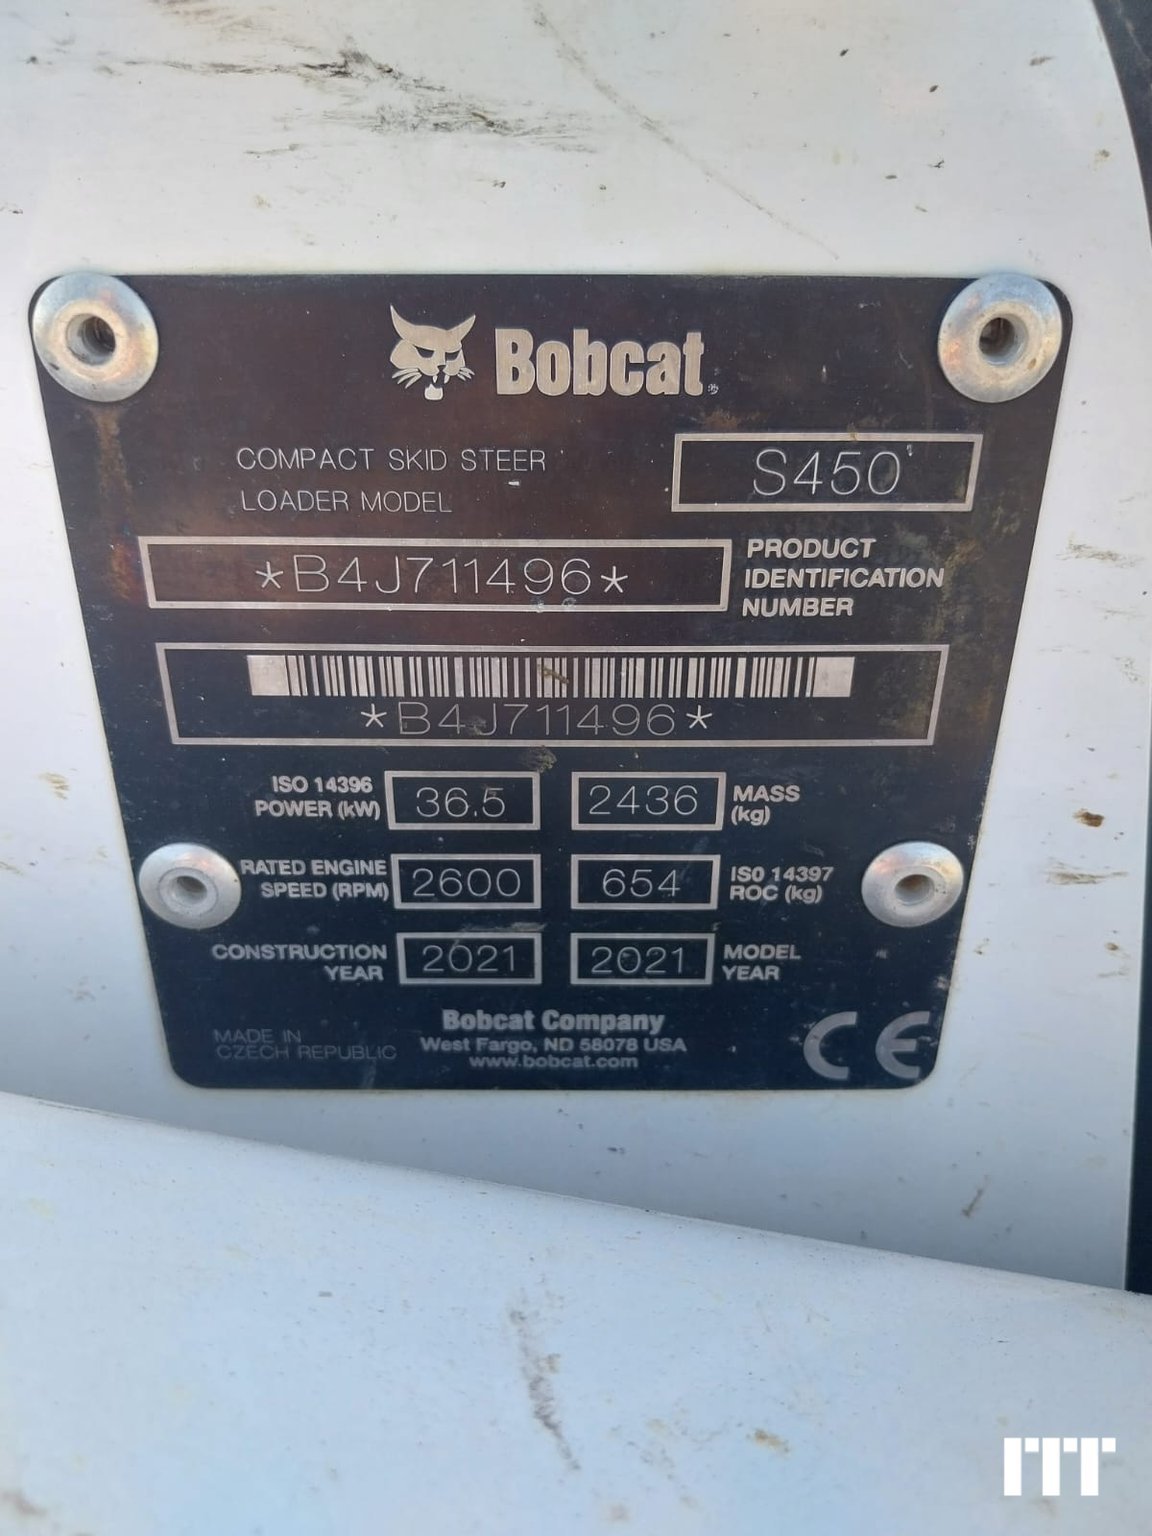 Bobcat
COMPACT SKID STEER
LOADER MODEL
S450
*B4J711496*
PRODUCT
IDENTIFICATION
NUMBER
*B4J711496*
ISO 14396
POWER (kW)
36.5
2436
MASS
(kg)
RATED ENGINE
SPEED (RPM)
2600
654
ISO 14397
ROC (kg)
CONSTRUCTION
YEAR
2021
2021
MODEL
YEAR
MADE IN
CZECH REPUBLIC
Bobcat Company
West Fargo, ND 58078 USA
www.bobcat.com
CE